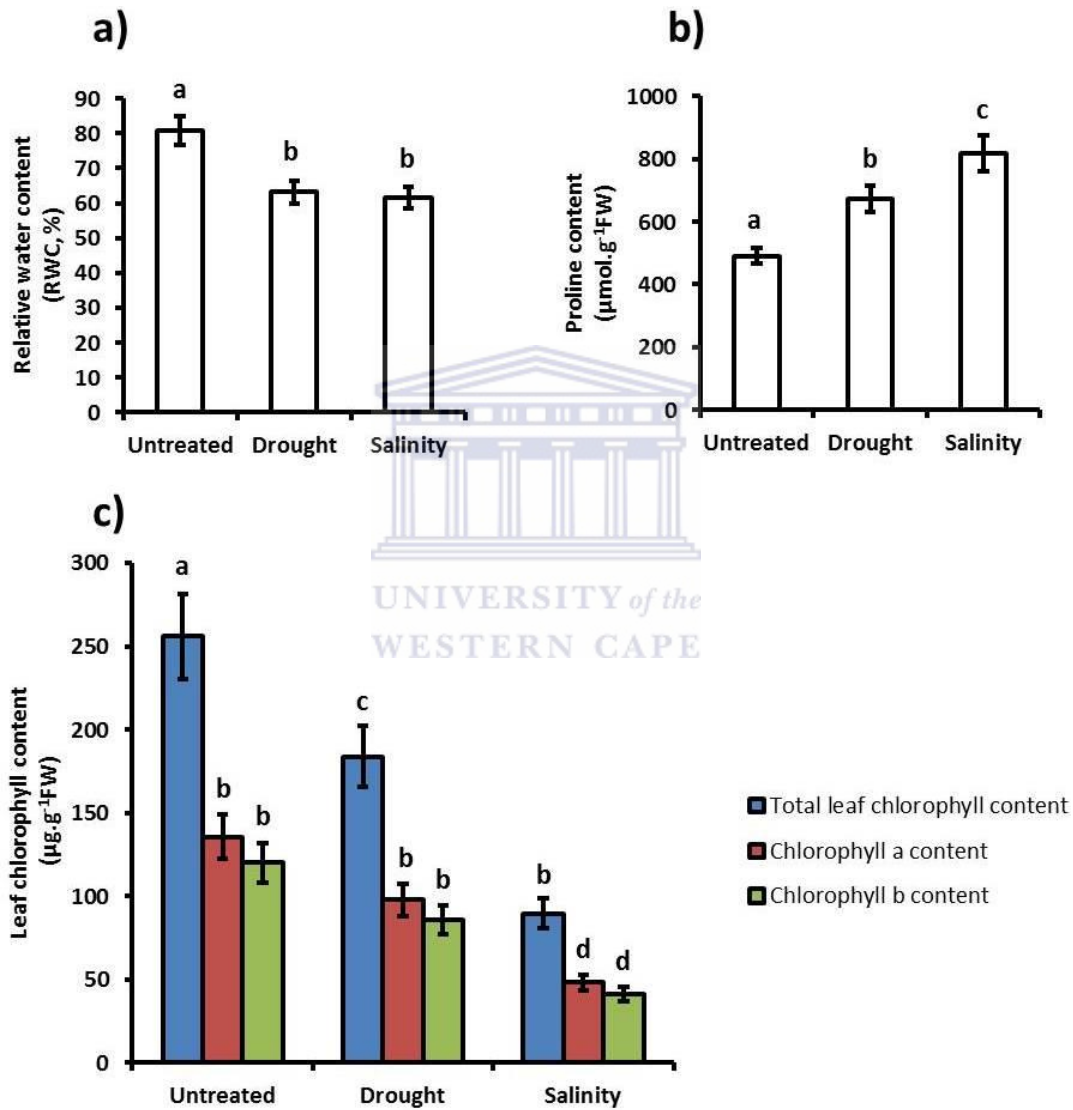 a)
Relative water content
(RWC, %)
90
80
70
60
50
40
30
20
10
0
a
b
b
Untreated Drought Salinity
b)
Proline content
(µmol.g⁻¹FW)
1000
800
600
400
200
0
a
b
c
Untreated Drought Salinity
UNIVERSITY of the
WESTERN CAPE
c)
Leaf chlorophyll content
(µg.g⁻¹FW)
300
250
200
150
100
50
0
a
b
b
c
b
b
b
d
d
Untreated Drought Salinity
Total leaf chlorophyll content
Chlorophyll a content
Chlorophyll b content